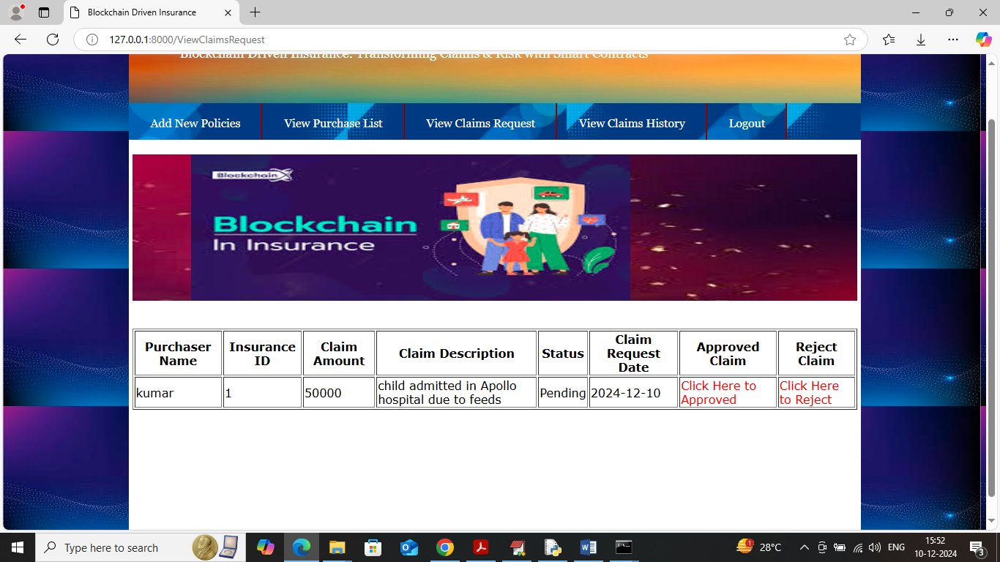 Blockchain Driven Insurance
127.0.0.1:8000/ViewClaimsRequest
Blockchain Driven Insurance: Transforming Claims & Risk with Smart Contracts
Add New Policies View Purchase List View Claims Request View Claims History Logout
Blockchain
Blockchain
In Insurance
Purchaser Name Insurance ID Claim Amount Claim Description Status Claim Request Date Approved Claim Reject Claim
kumar 1 50000 child admitted in Apollo hospital due to feeds Pending 2024-12-10 Click Here to Approved Click Here to Reject
Type here to search
1
28°C
ENG
15:52
10-12-2024
3